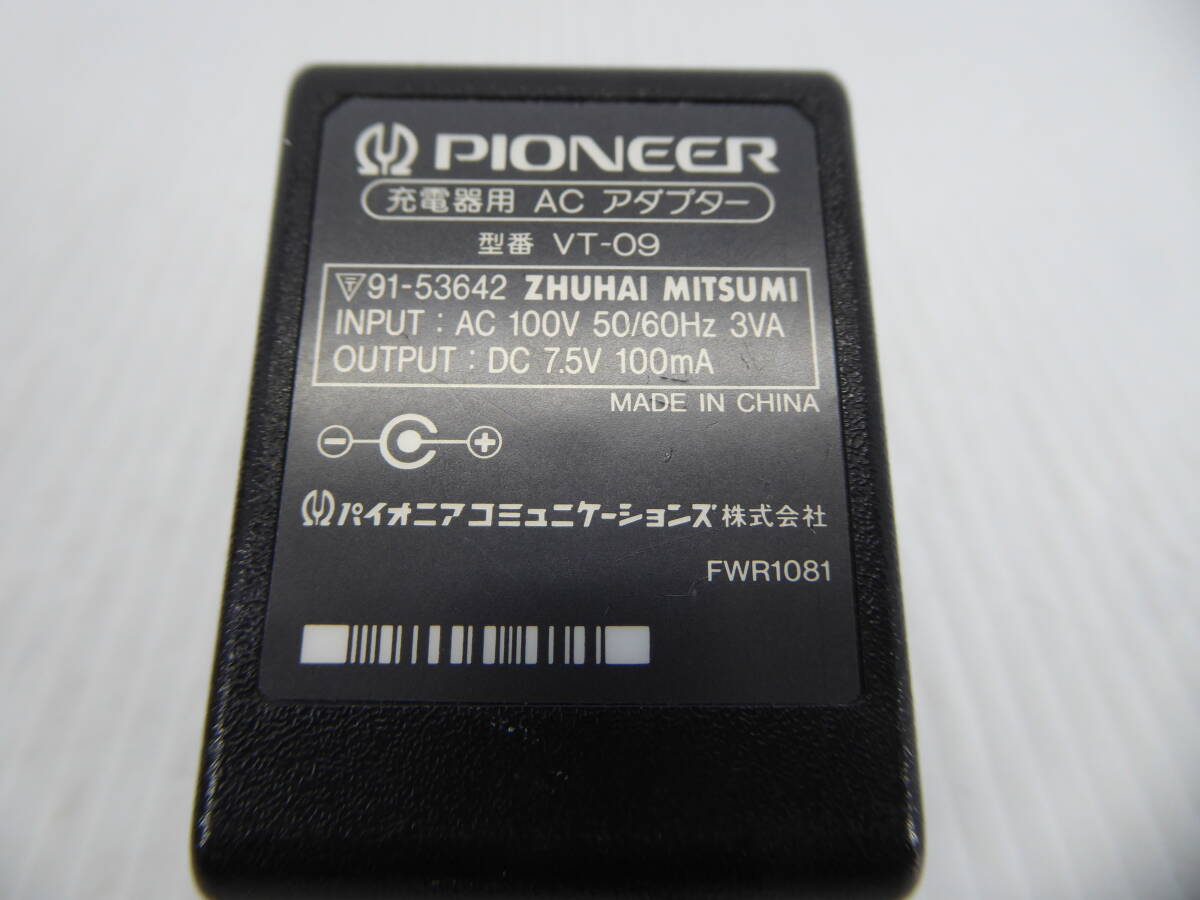 PIONEER
充電器用 AC アダプター
型番 VT-09
91-53642 ZHUHAI MITSUMI
INPUT : AC 100V 50/60Hz 3VA
OUTPUT : DC 7.5V 100mA
MADE IN CHINA
パイオニアコミュニケーションズ株式会社
FWR1081